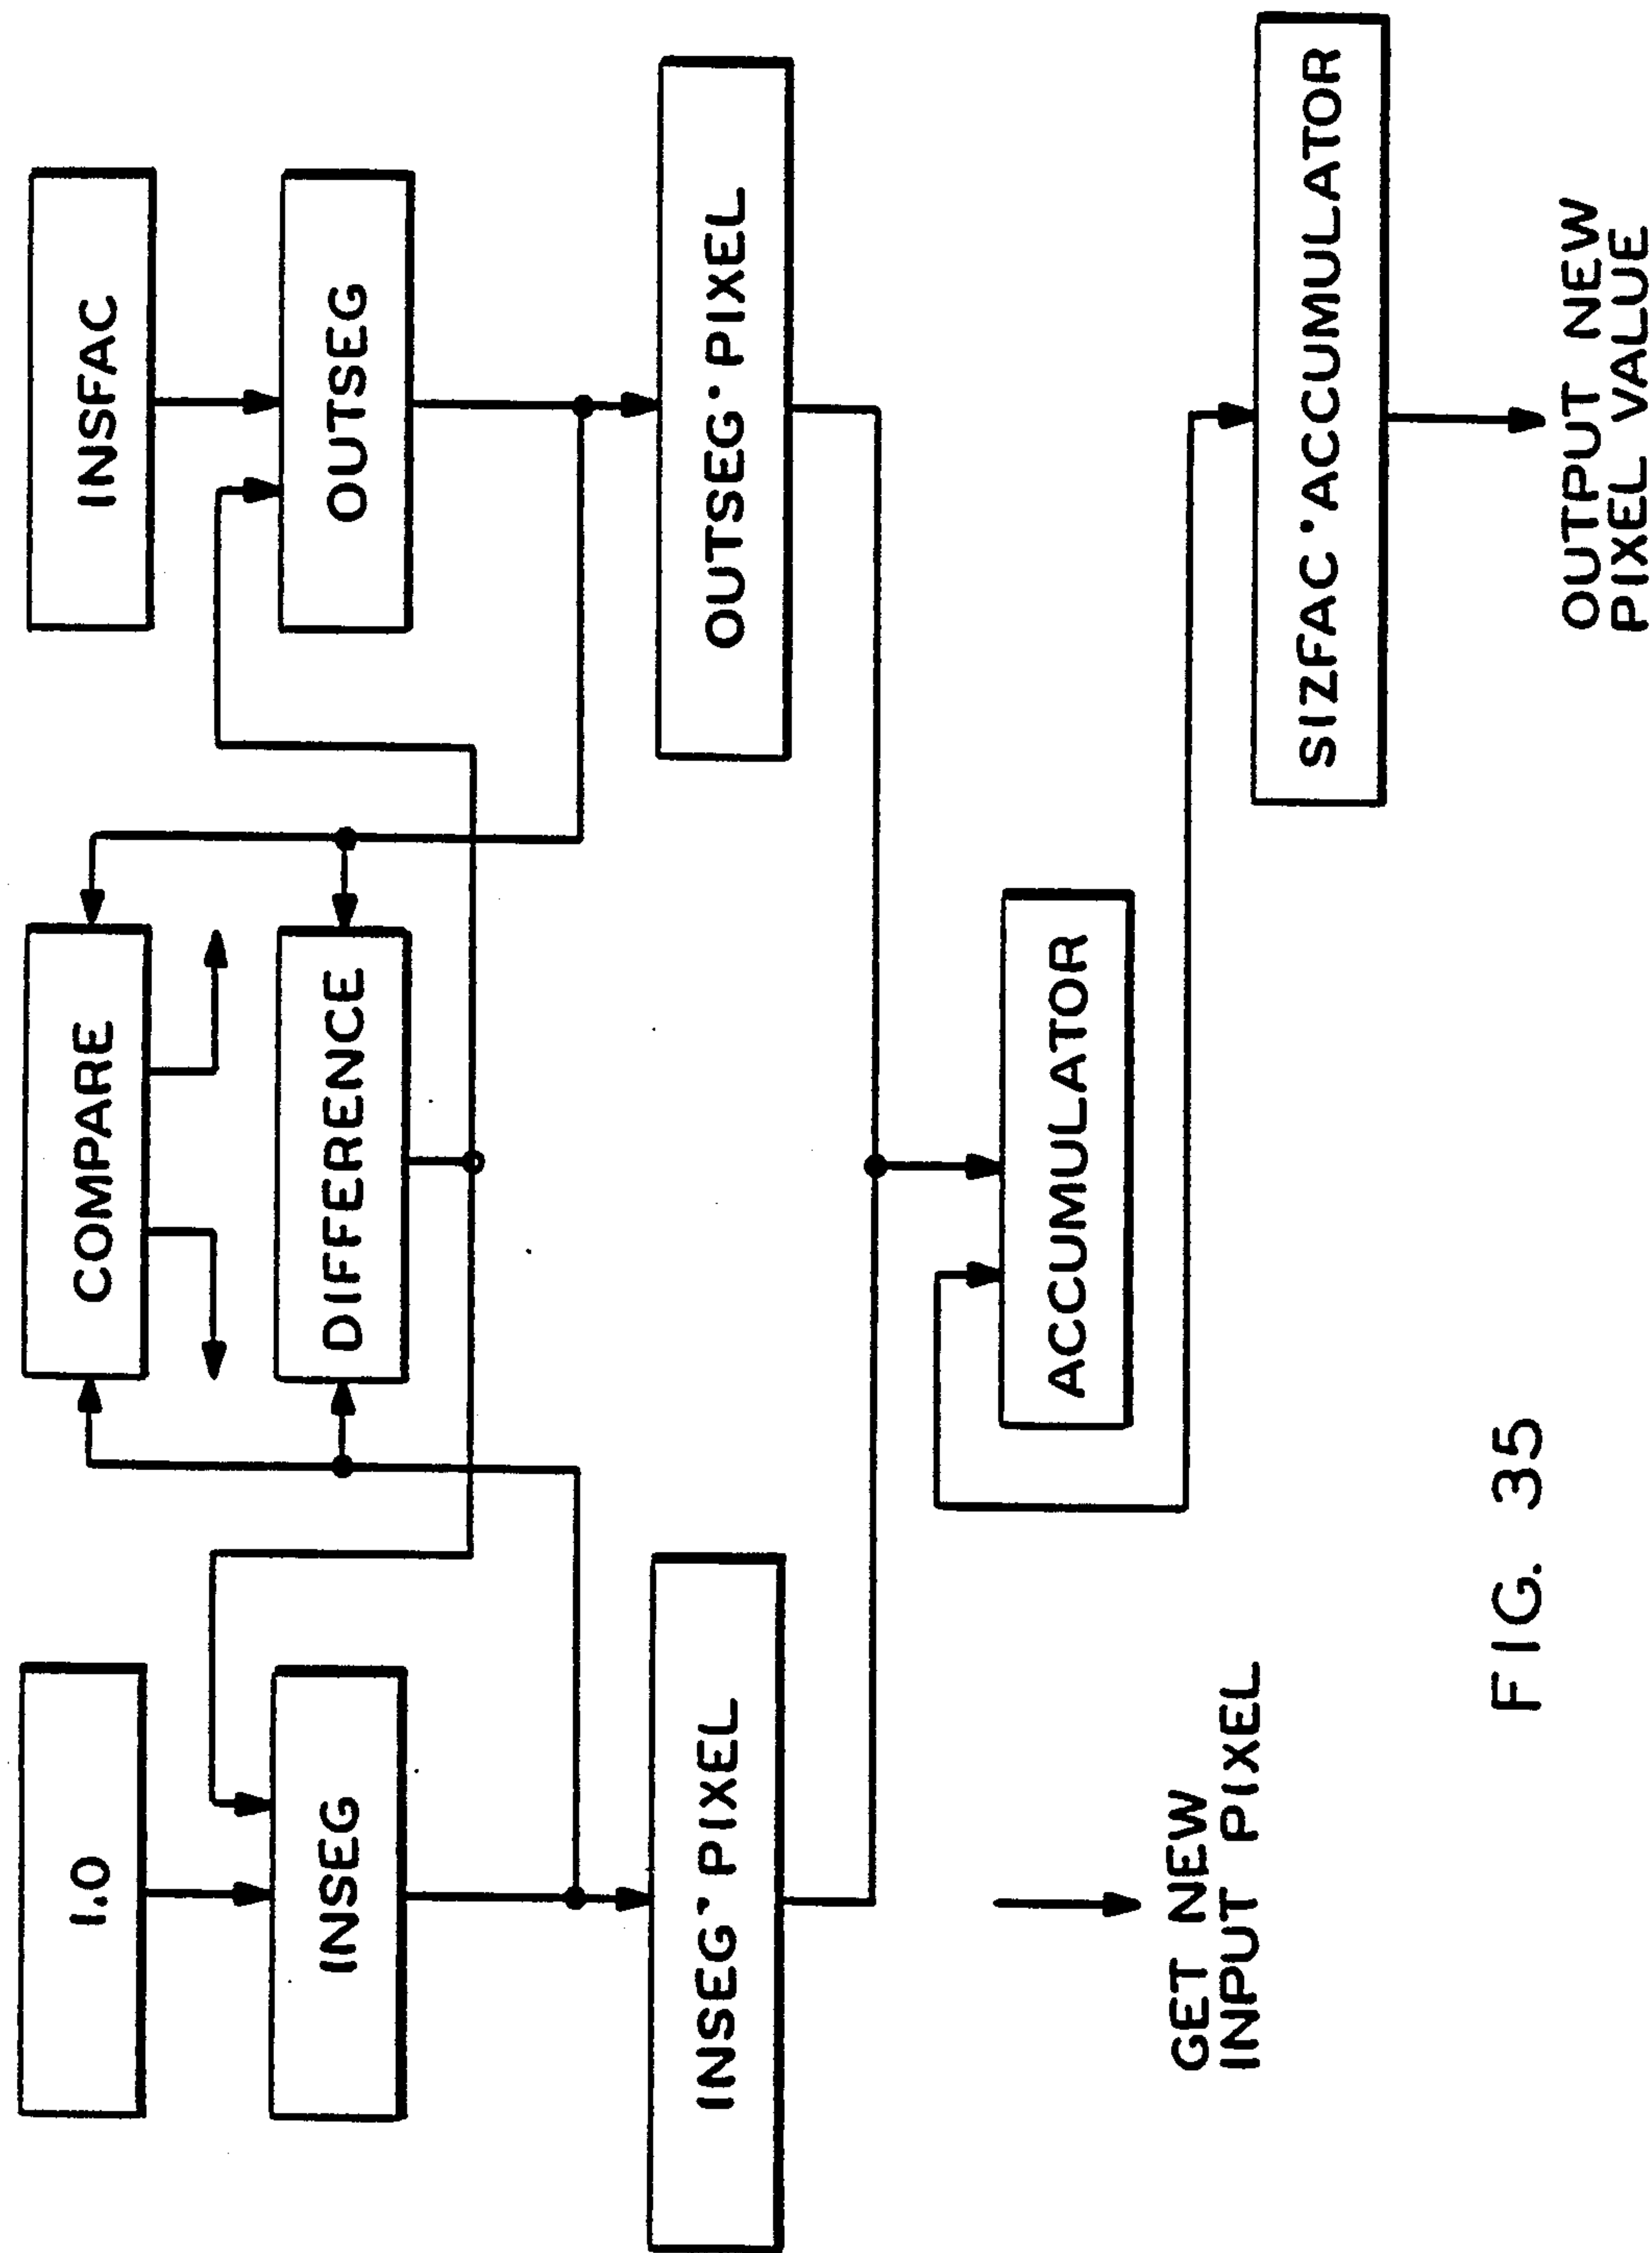 1.0
COMPARE
INSFAC
INSEG
DIFFERENCE
OUTSEG
INSEG·PIXEL
OUTSEG·PIXEL
ACCUMULATOR
GET NEW
INPUT PIXEL
SIZFAC·ACCUMULATOR
OUTPUT NEW
PIXEL VALUE
FIG. 35